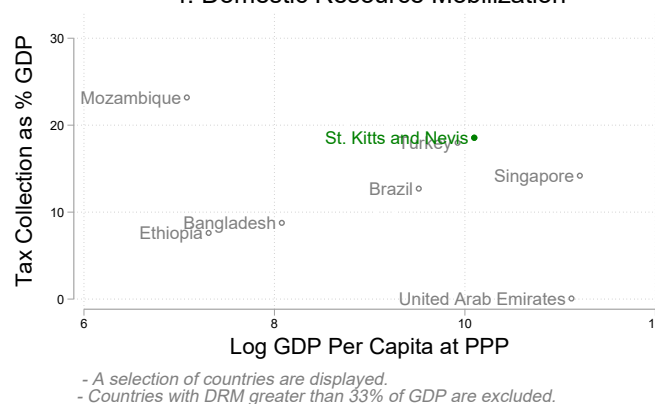 Domestic Resource Mobilization
Tax Collection as % GDP
30
20
10
0
Mozambique
St. Kitts and Nevis
Turkey
Singapore
Brazil
Bangladesh
Ethiopia
United Arab Emirates
6
8
10
Log GDP Per Capita at PPP
- A selection of countries are displayed.
- Countries with DRM greater than 33% of GDP are excluded.